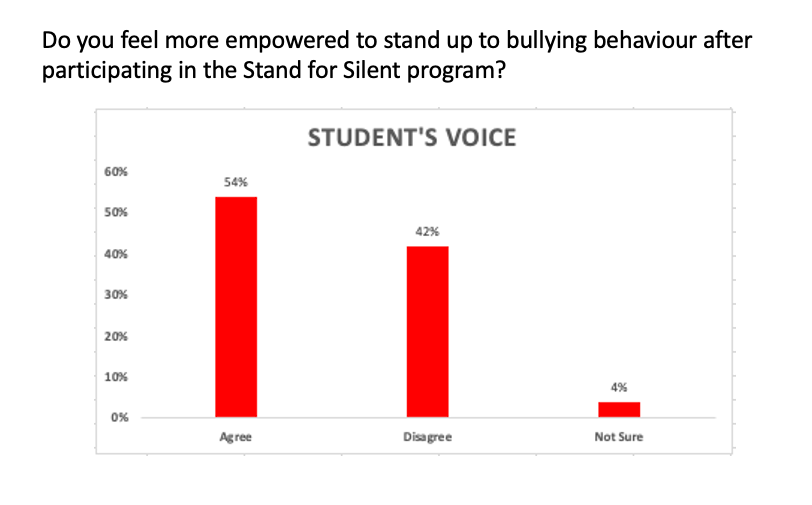 Do you feel more empowered to stand up to bullying behaviour after
participating in the Stand for Silent program?
STUDENT'S VOICE
60%
54%
50%
42%
40%
30%
20%
10%
4%
0%
Agree
Disagree
Not Sure